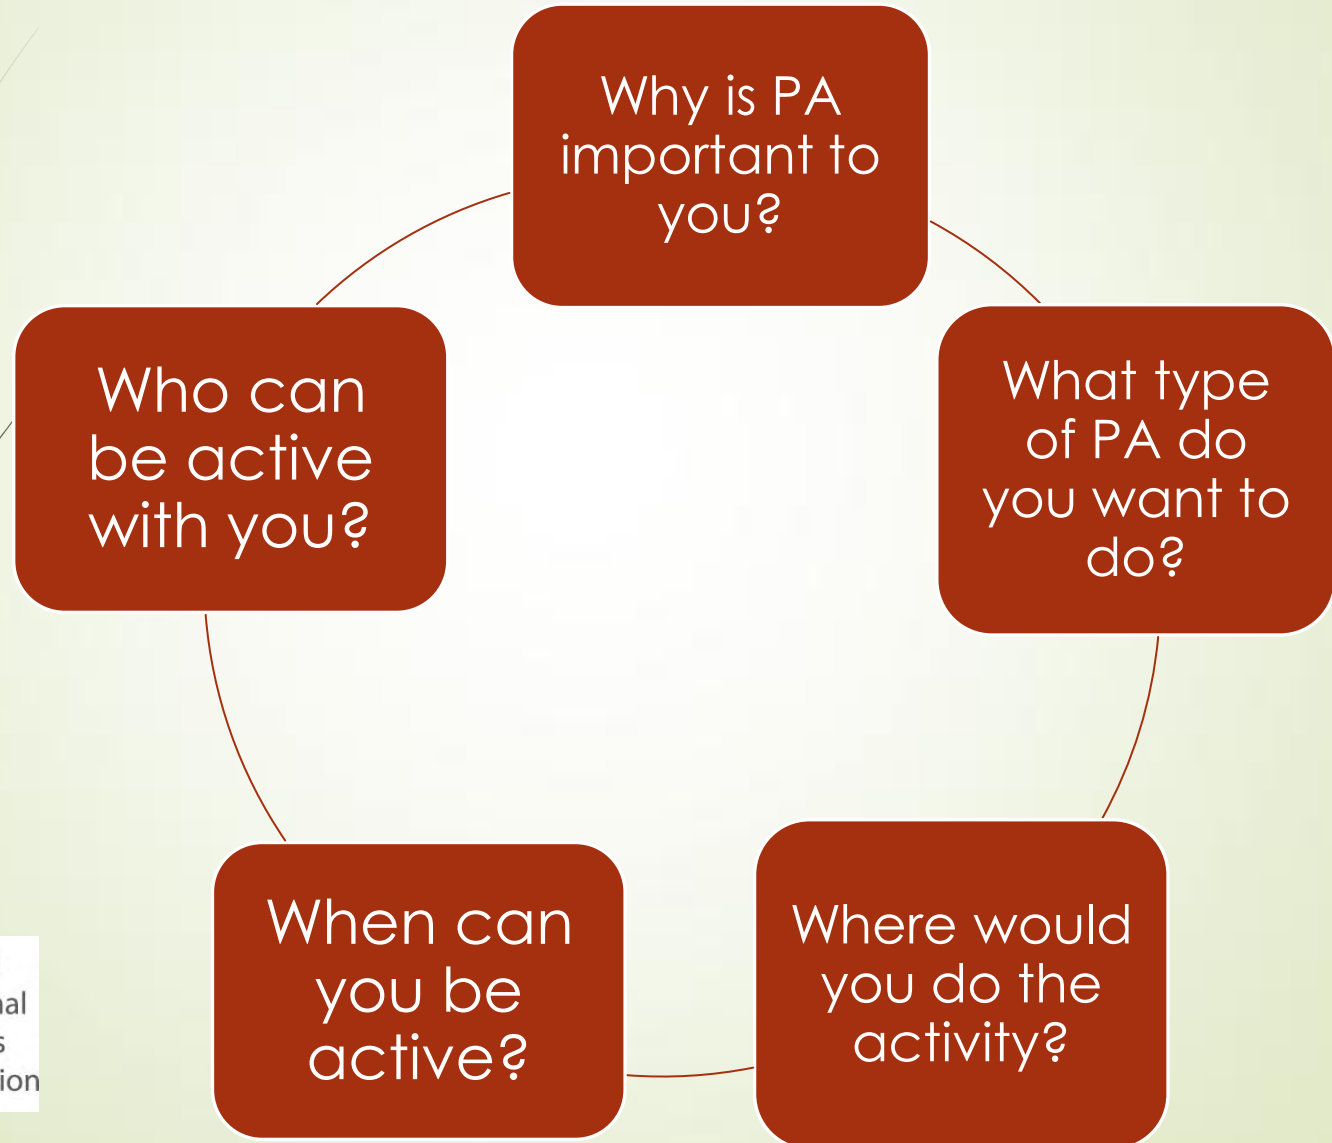 Why is PA
important to
you?
What type
of PA do
you want to
do?
Where would
you do the
activity?
When can
you be
active?
Who can
be active
with you?